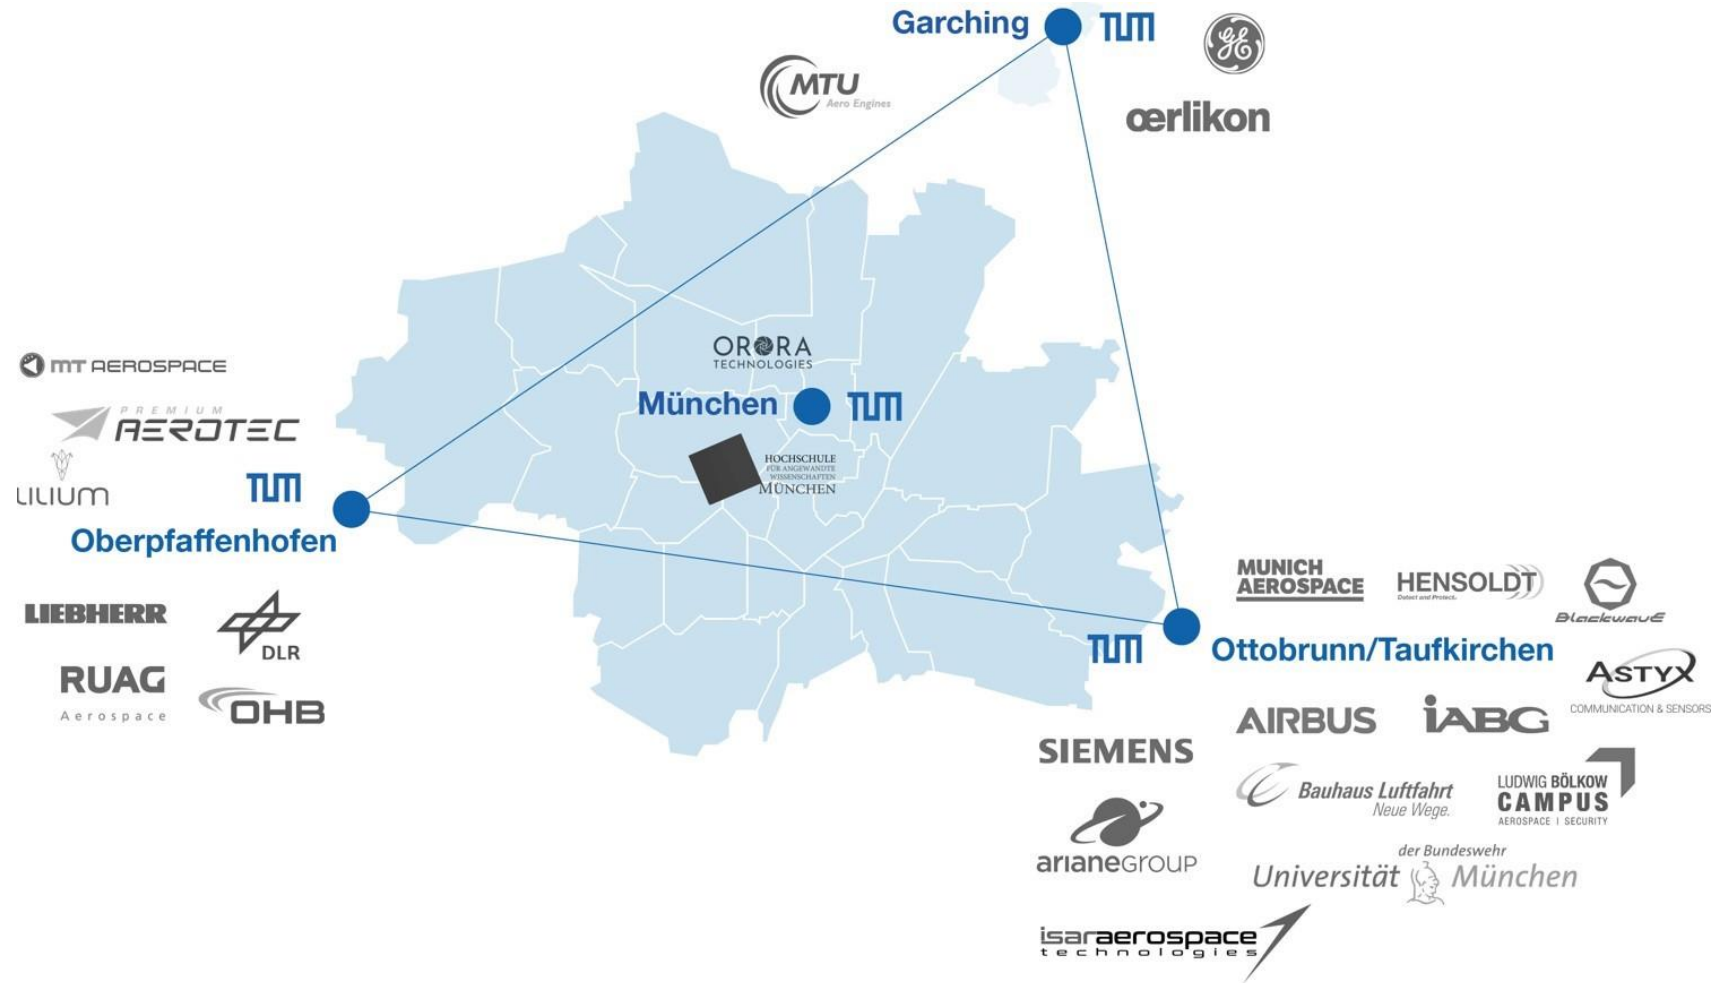 Garching
TUM
GE
MTU
Aero Engines
œrlikon
ORORA
TECHNOLOGIES
München
TUM
HOCHSCHULE
FÜR ANGEWANDTE
WISSENSCHAFTEN
MÜNCHEN
MT AEROSPACE
PREMIUM
AEROTEC
LILIUM
TUM
Oberpfaffenhofen
LIEBHERR
DLR
RUAG
Aerospace
OHB
MUNICH
AEROSPACE
HENSOLDT
Detect and Protect.
BlackwavE
TUM
Ottobrunn/Taufkirchen
ASTYX
COMMUNICATION & SENSORS
AIRBUS
iABG
SIEMENS
Bauhaus Luftfahrt
Neue Wege.
LUDWIG BÖLKOW
CAMPUS
AEROSPACE | SECURITY
arianeGROUP
der Bundeswehr
Universität München
isaraerospace
technologies